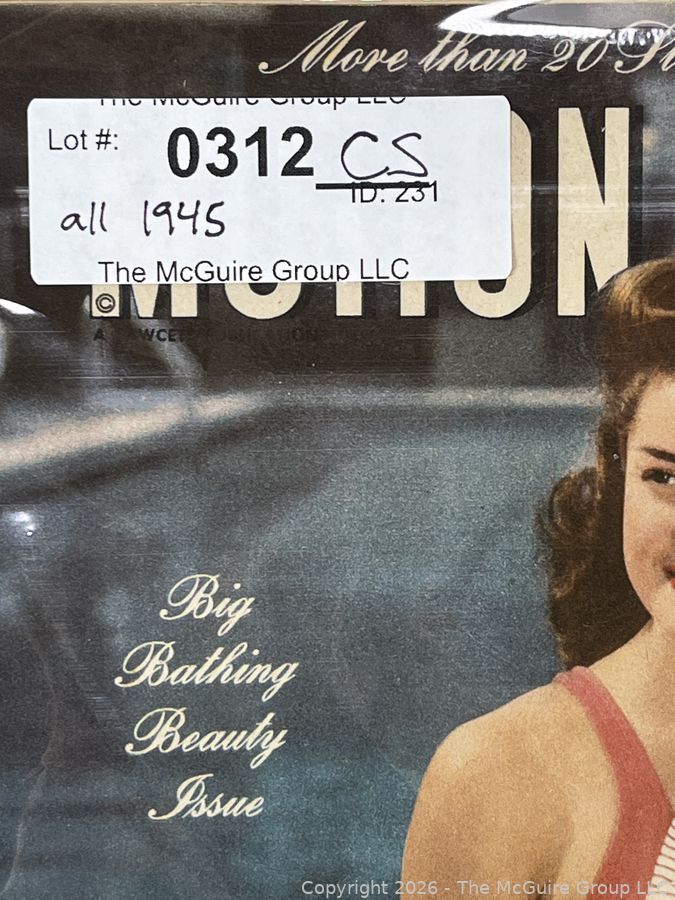 More than 20
The McGuire Group LLC
Lot #:
0312 CS
ID: 231
all 1945
The McGuire Group LLC
MOTION
©
Big
Bathing
Beauty
Issue
Copyright 2026 - The McGuire Group LLC